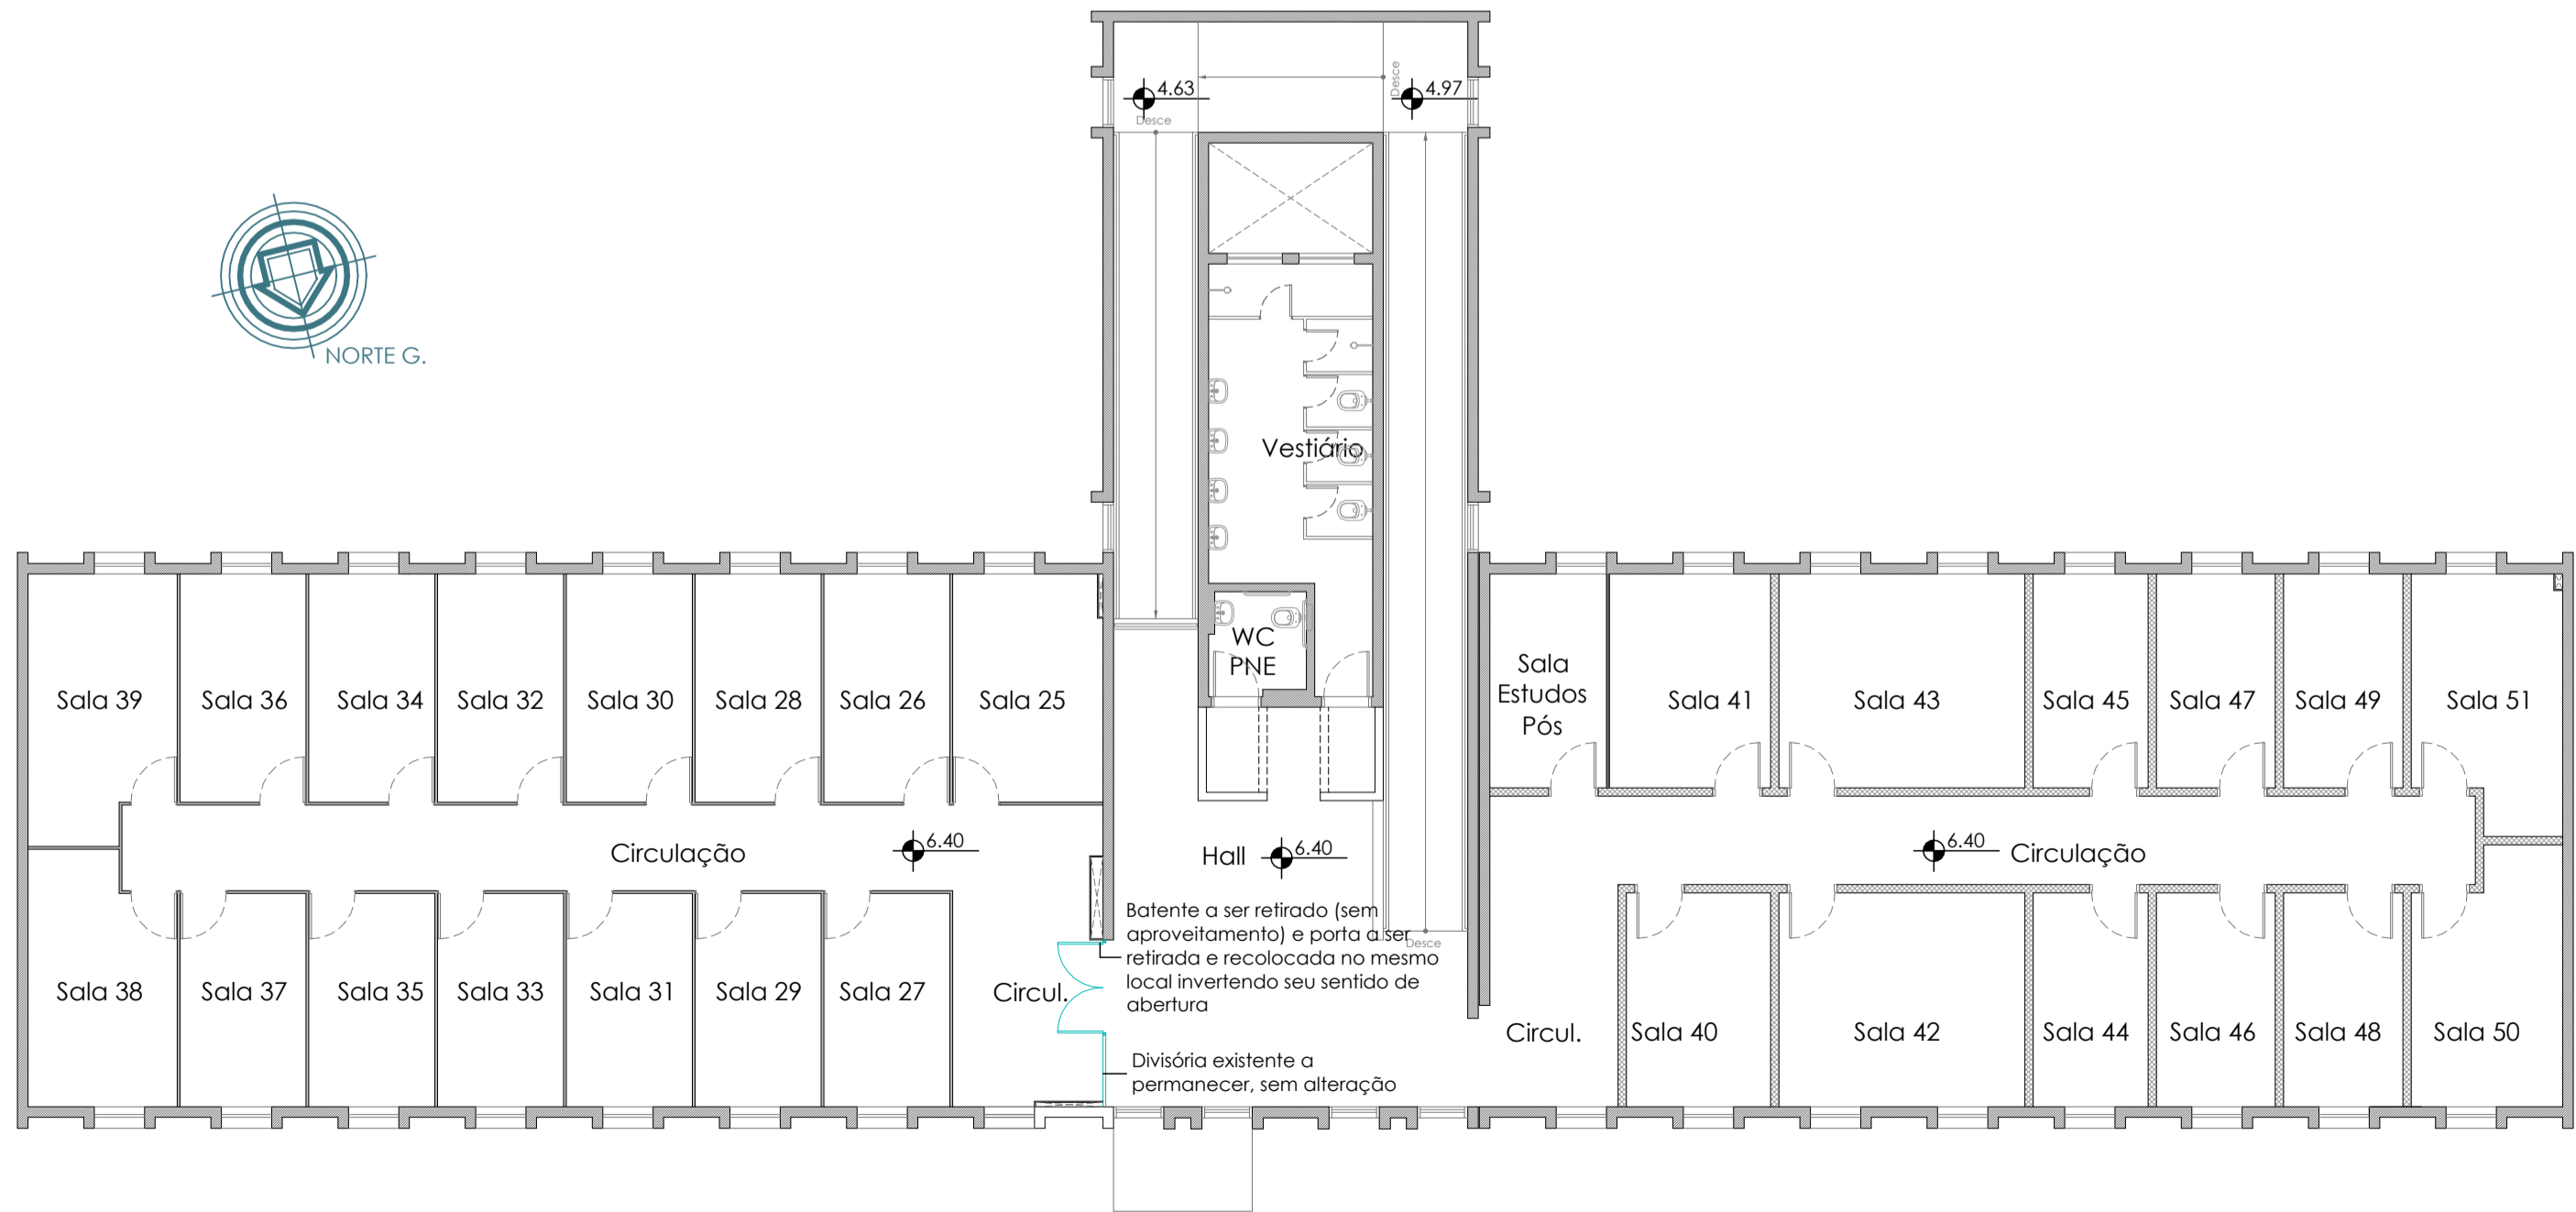 4.63
Desce
4.97
Desce
NORTE G.
Vestiário
WC
PNE
Sala 39
Sala 36
Sala 34
Sala 32
Sala 30
Sala 28
Sala 26
Sala 25
Sala
Estudos
Pós
Sala 41
Sala 43
Sala 45
Sala 47
Sala 49
Sala 51
Circulação
6.40
Hall
6.40
6.40
Circulação
Batente a ser retirado (sem
aproveitamento) e porta a ser
retirada e recolocada no mesmo
local invertendo seu sentido de
abertura
Desce
Sala 38
Sala 37
Sala 35
Sala 33
Sala 31
Sala 29
Sala 27
Circul.
Circul.
Sala 40
Sala 42
Sala 44
Sala 46
Sala 48
Sala 50
Divisória existente a
permanecer, sem alteração